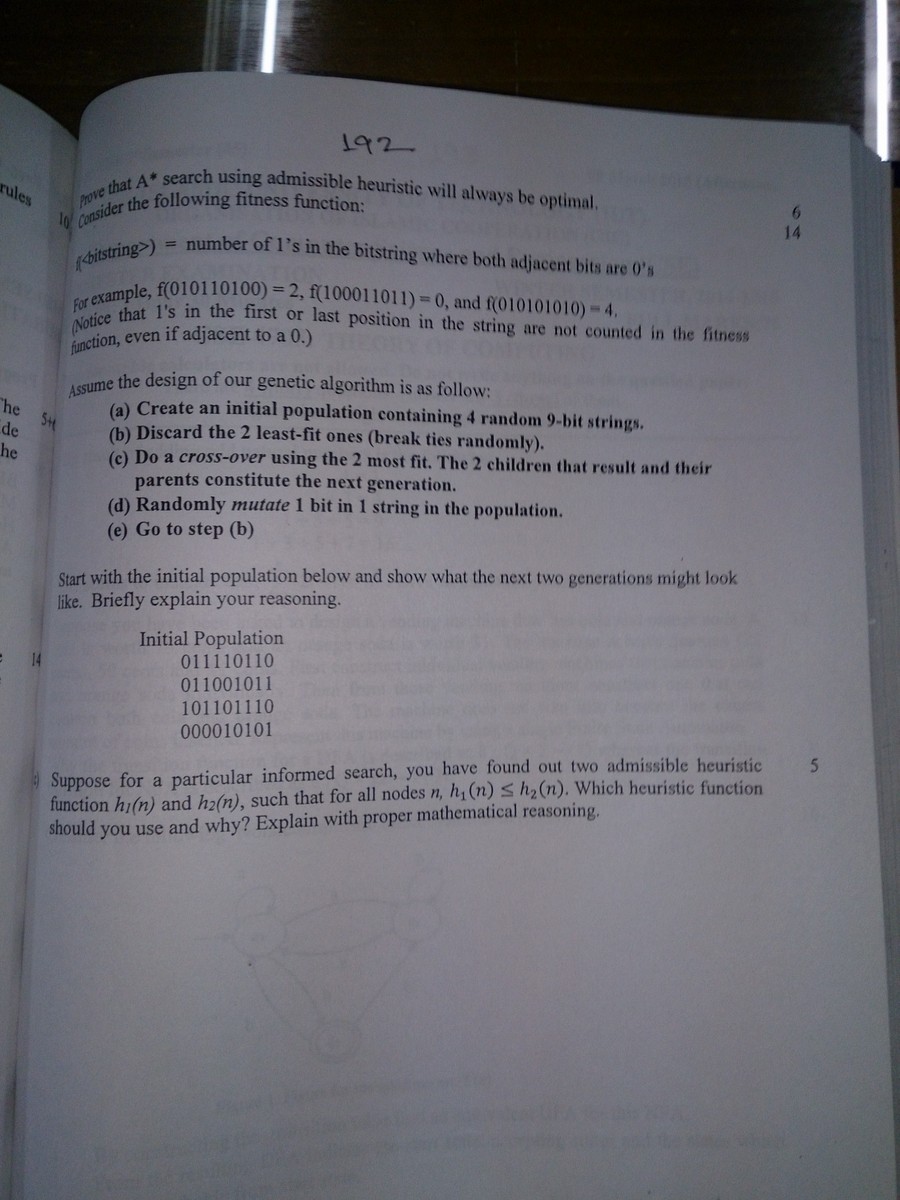 192
rules
Prove that A* search using admissible heuristic will always be optimal.
6
Consider the following fitness function:
14
f(<bitstring>) = number of 1's in the bitstring where both adjacent bits are 0's
For example, f(010110100) = 2, f(100011011) = 0, and f(010101010) = 4.
(Notice that 1's in the first or last position in the string are not counted in the fitness
function, even if adjacent to a 0.)
Assume the design of our genetic algorithm is as follow:
(a) Create an initial population containing 4 random 9-bit strings.
(b) Discard the 2 least-fit ones (break ties randomly).
(c) Do a cross-over using the 2 most fit. The 2 children that result and their
parents constitute the next generation.
(d) Randomly mutate 1 bit in 1 string in the population.
(e) Go to step (b)
Start with the initial population below and show what the next two generations might look
like. Briefly explain your reasoning.
Initial Population
011110110
011001011
101101110
000010101
14
Suppose for a particular informed search, you have found out two admissible heuristic
5
function h₁(n) and h₂(n), such that for all nodes n, h₁(n) ≤ h₂(n). Which heuristic function
should you use and why? Explain with proper mathematical reasoning.